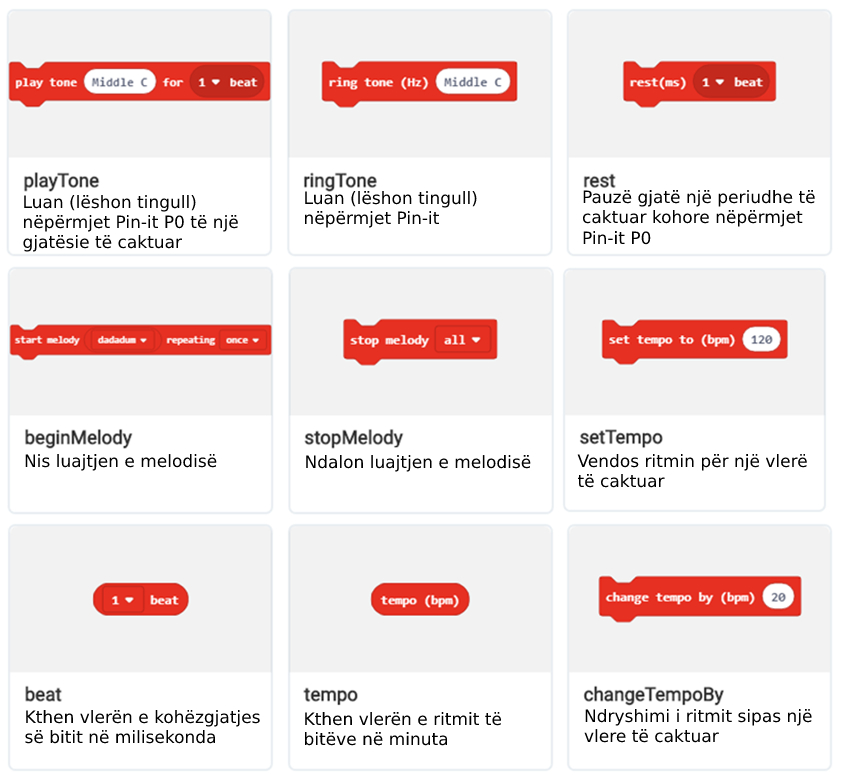 play tone Middle C for 1 beat
playTone
Luan (lëshon tingull)
nëpërmjet Pin-it P0 të një
gjatësie të caktuar
ring tone (Hz) Middle C
ringTone
Luan (lëshon tingull)
nëpërmjet Pin-it
rest(ms) 1 beat
rest
Pauzë gjatë një periudhe të
caktuar kohore nëpërmjet
Pin-it P0
start melody dadadum repeating once
beginMelody
Nis luajtjen e melodisë
stop melody all
stopMelody
Ndalon luajtjen e melodisë
set tempo to (bpm) 120
setTempo
Vendos ritmin për një vlerë
të caktuar
1 beat
beat
Kthen vlerën e kohëzgjatjes
së bitit në milisekonda
tempo (bpm)
tempo
Kthen vlerën e ritmit të
bitëve në minuta
change tempo by (bpm) 20
changeTempoBy
Ndryshimi i ritmit sipas një
vlere të caktuar